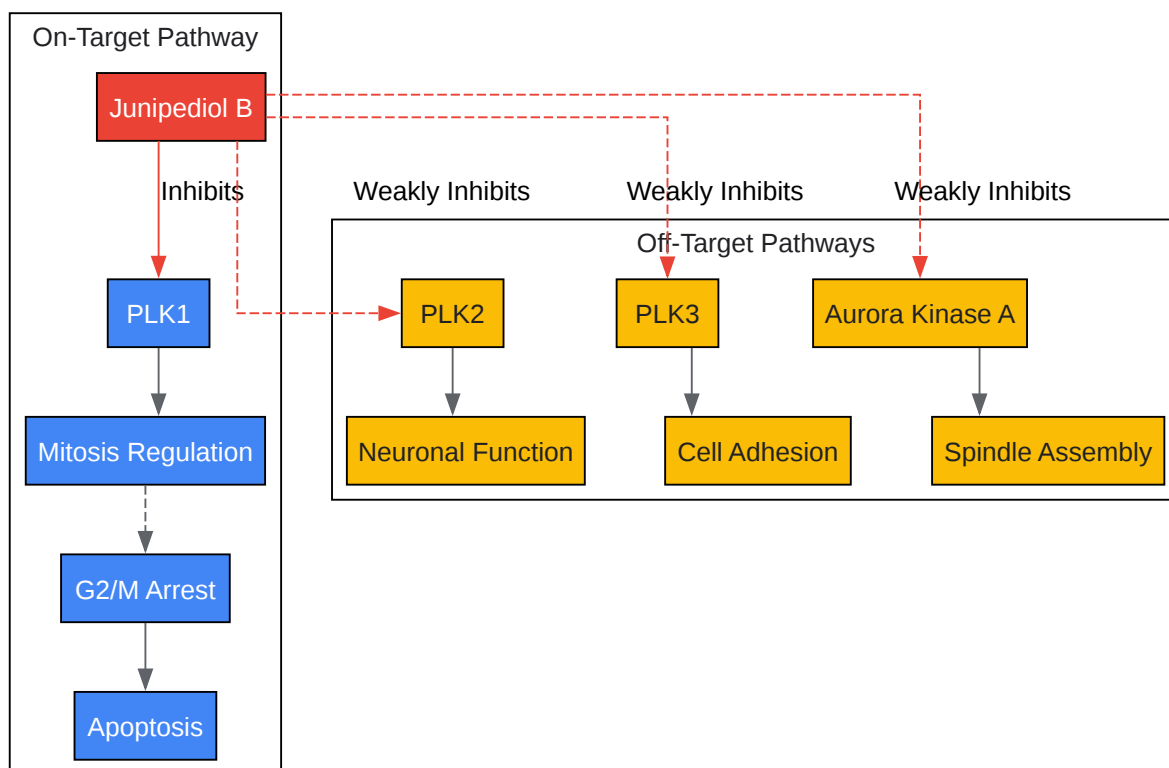 On-Target Pathway
Junipediol B
Inhibits
Weakly Inhibits
Weakly Inhibits
Weakly Inhibits
Off-Target Pathways
PLK1
PLK2
PLK3
Aurora Kinase A
Mitosis Regulation
Neuronal Function
Cell Adhesion
Spindle Assembly
G2/M Arrest
Apoptosis